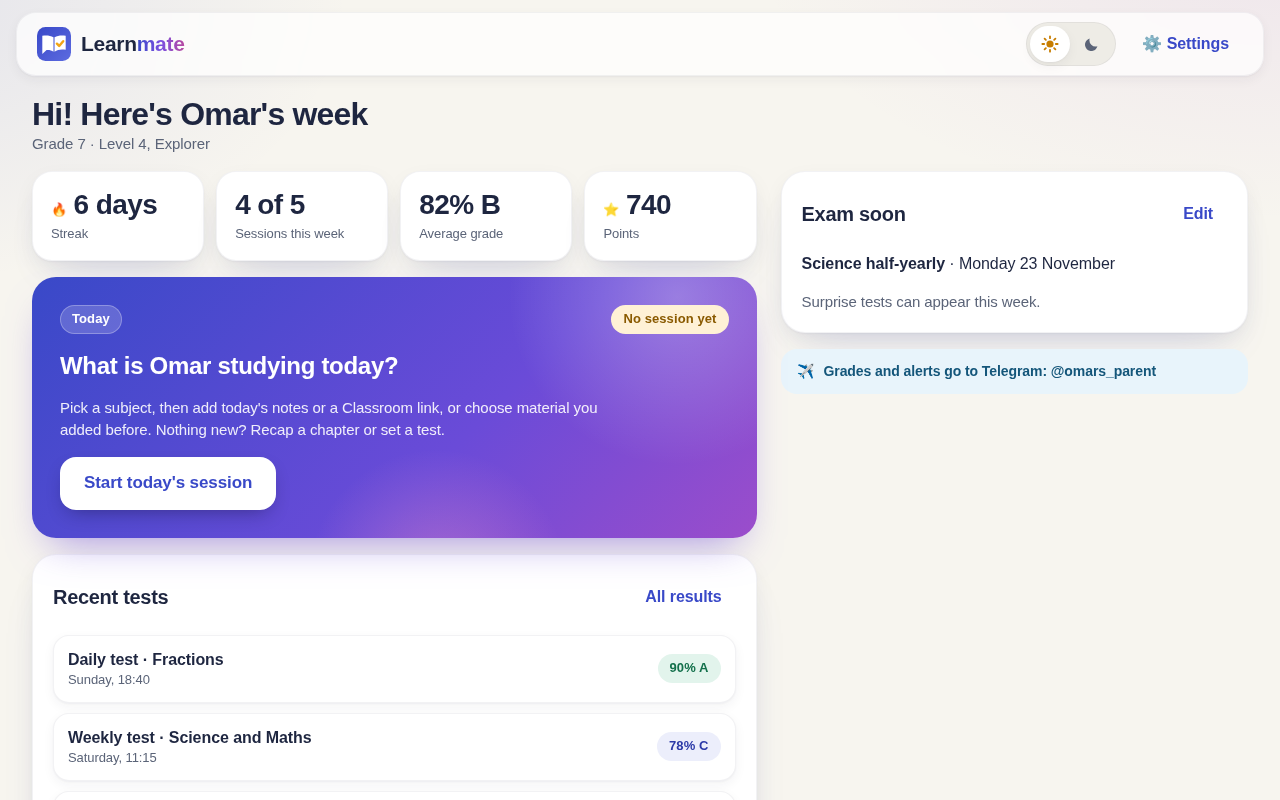 Learnmate
⚙️ Settings
Hi! Here's Omar's week
Grade 7 · Level 4, Explorer
🔥 6 days
Streak
4 of 5
Sessions this week
82% B
Average grade
⭐ 740
Points
Today
No session yet
What is Omar studying today?
Pick a subject, then add today's notes or a Classroom link, or choose material you
added before. Nothing new? Recap a chapter or set a test.
Start today's session
Recent tests
All results
Daily test · Fractions
Sunday, 18:40
90% A
Weekly test · Science and Maths
Saturday, 11:15
78% C
Exam soon
Edit
Science half-yearly · Monday 23 November
Surprise tests can appear this week.
✈️ Grades and alerts go to Telegram: @omars_parent